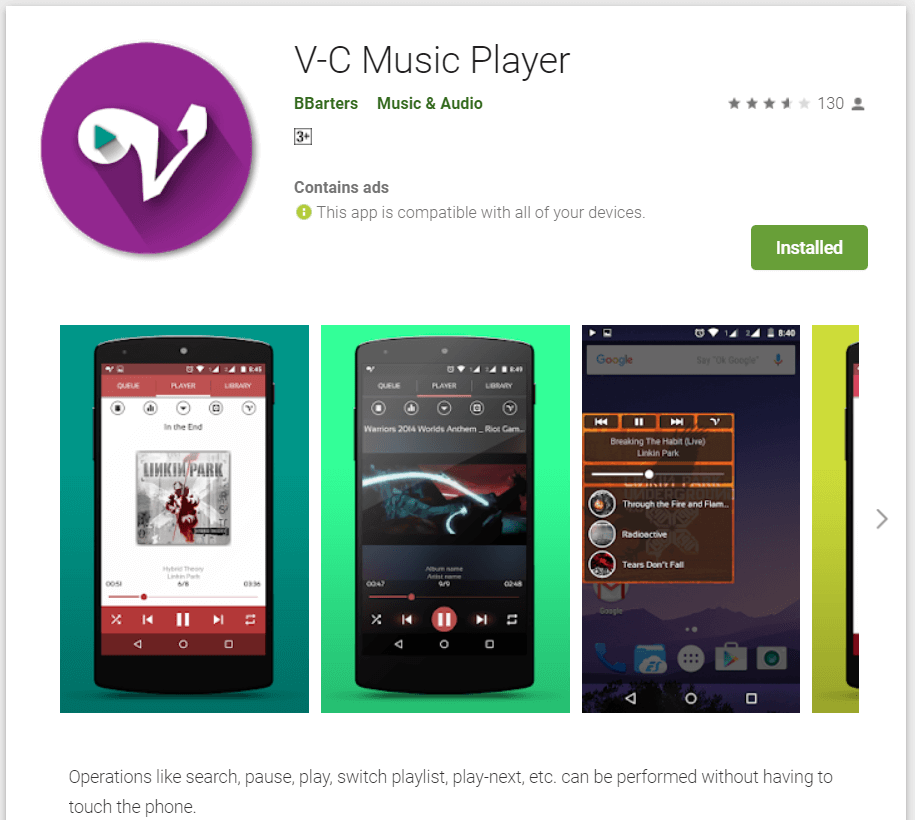 V-C Music Player
BBarters Music & Audio
130
3+
Contains ads
This app is compatible with all of your devices.
Installed
8:45
QUEUE PLAYER LIBRARY
In the End
LINKIN PARK
Hybrid Theory
Linkin Park
00:51 6/8 03:36
8:49
QUEUE PLAYER LIBRARY
Warriors 2014 Worlds Anthem _ Riot Gam..
Album name
Artist name
00:47 9/9 02:48
8:40
Google Say "Ok Google"
Breaking The Habit (Live)
Linkin Park
LINKIN PARK
UNDERGROUND
Through the Fire and Flam...
Radioactive
Tears Don't Fall
Google
Operations like search, pause, play, switch playlist, play-next, etc. can be performed without having to
touch the phone.